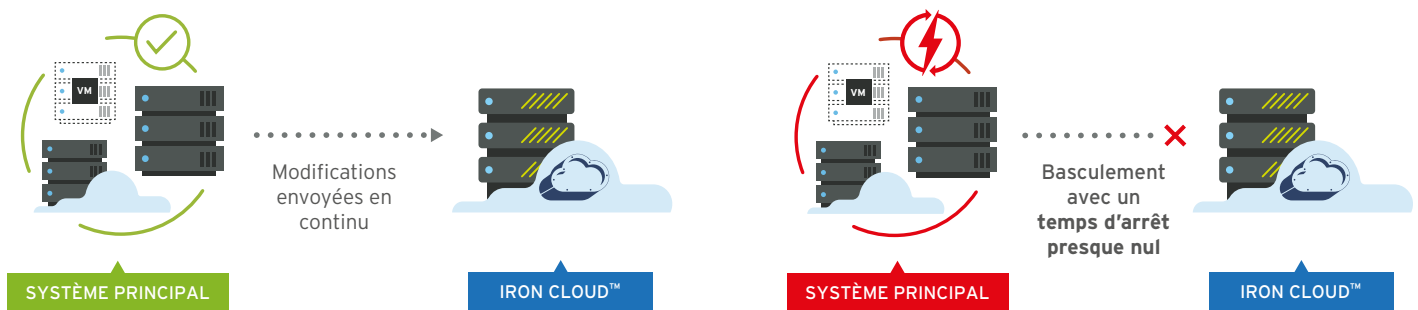 VM
Modifications
envoyées en
continu
SYSTÈME PRINCIPAL
IRON CLOUD™
VM
Basculement
avec un
temps d'arrêt
presque nul
SYSTÈME PRINCIPAL
IRON CLOUD™